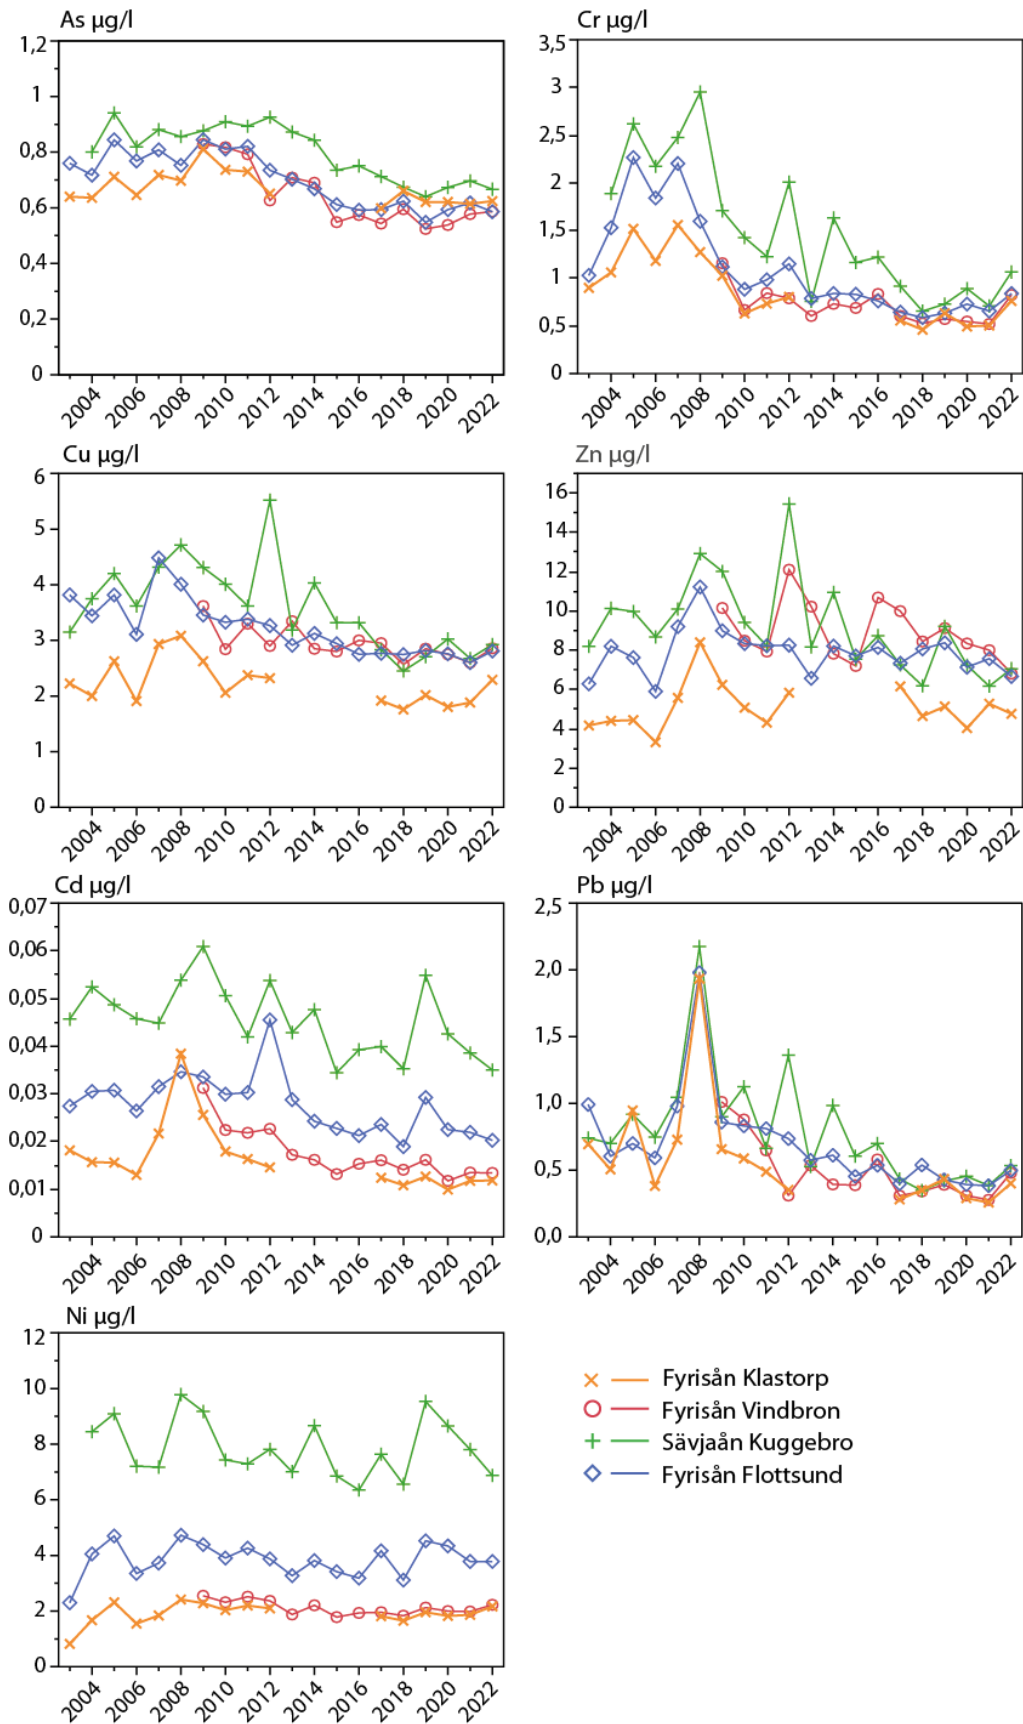 As µg/l
1,2
1
0,8
0,6
0,4
0,2
0
2004 2006 2008 2010 2012 2014 2016 2018 2020 2022
Cr µg/l
3,5
3
2,5
2
1,5
1
0,5
0
2004 2006 2008 2010 2012 2014 2016 2018 2020 2022
Cu µg/l
6
5
4
3
2
1
0
2004 2006 2008 2010 2012 2014 2016 2018 2020 2022
Zn µg/l
16
14
12
10
8
6
4
2
0
2004 2006 2008 2010 2012 2014 2016 2018 2020 2022
Cd µg/l
0,07
0,06
0,05
0,04
0,03
0,02
0,01
0
2004 2006 2008 2010 2012 2014 2016 2018 2020 2022
Pb µg/l
2,5
2,0
1,5
1,0
0,5
0,0
2004 2006 2008 2010 2012 2014 2016 2018 2020 2022
Ni µg/l
12
10
8
6
4
2
0
2004 2006 2008 2010 2012 2014 2016 2018 2020 2022
Fyrisån Klastorp
Fyrisån Vindbron
Sävjaån Kuggebro
Fyrisån Flottsund